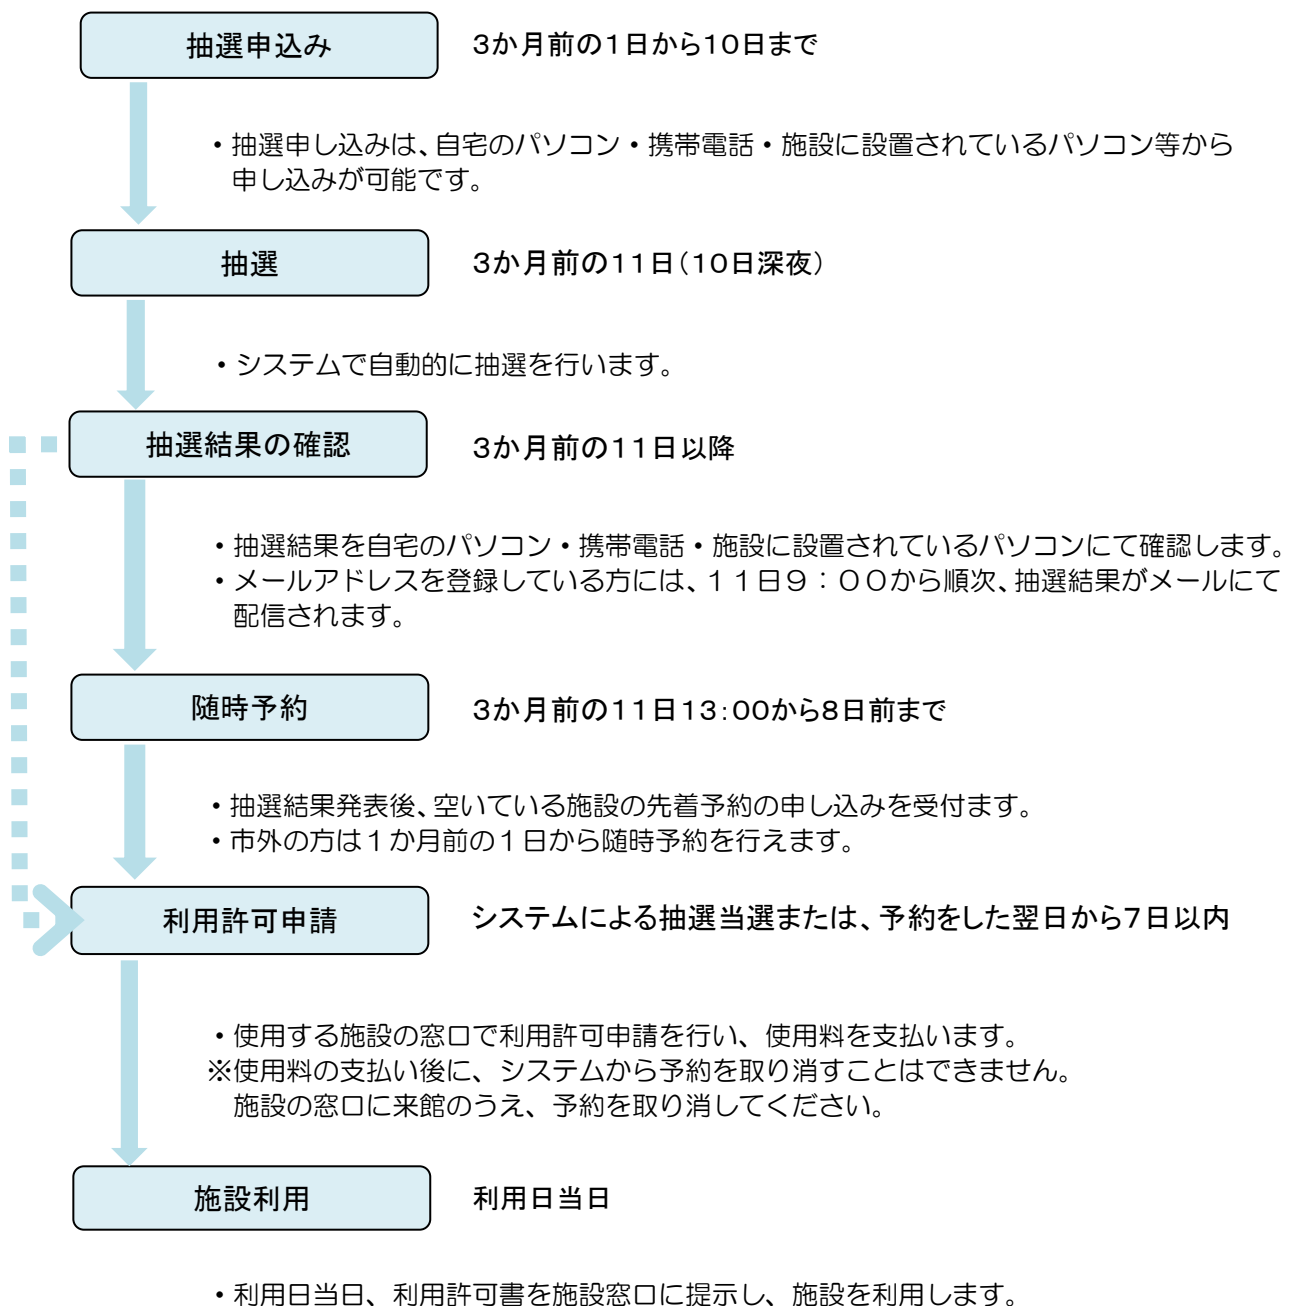 抽選申込み
3か月前の1日から10日まで
・抽選申し込みは、自宅のパソコン・携帯電話・施設に設置されているパソコン等から
申し込みが可能です。
抽選
3か月前の11日(10日深夜)
・システムで自動的に抽選を行います。
抽選結果の確認
3か月前の11日以降
・抽選結果を自宅のパソコン・携帯電話・施設に設置されているパソコンにて確認します。
・メールアドレスを登録している方には、11日9:00から順次、抽選結果がメールにて
配信されます。
随時予約
3か月前の11日13:00から8日前まで
・抽選結果発表後、空いている施設の先着予約の申し込みを受付ます。
・市外の方は1か月前の1日から随時予約を行えます。
利用許可申請
システムによる抽選当選または、予約をした翌日から7日以内
・使用する施設の窓口で利用許可申請を行い、使用料を支払います。
※使用料の支払い後に、システムから予約を取り消すことはできません。
施設の窓口に来館のうえ、予約を取り消してください。
施設利用
利用日当日
・利用日当日、利用許可書を施設窓口に提示し、施設を利用します。